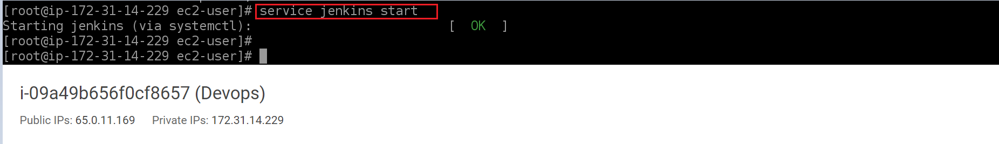 [root@ip-172-31-14-229 ec2-user]# service jenkins start
Starting jenkins (via systemctl): [ OK ]
[root@ip-172-31-14-229 ec2-user]#
[root@ip-172-31-14-229 ec2-user]#
i-09a49b656f0cf8657 (Devops)
Public IPs: 65.0.11.169 Private IPs: 172.31.14.229